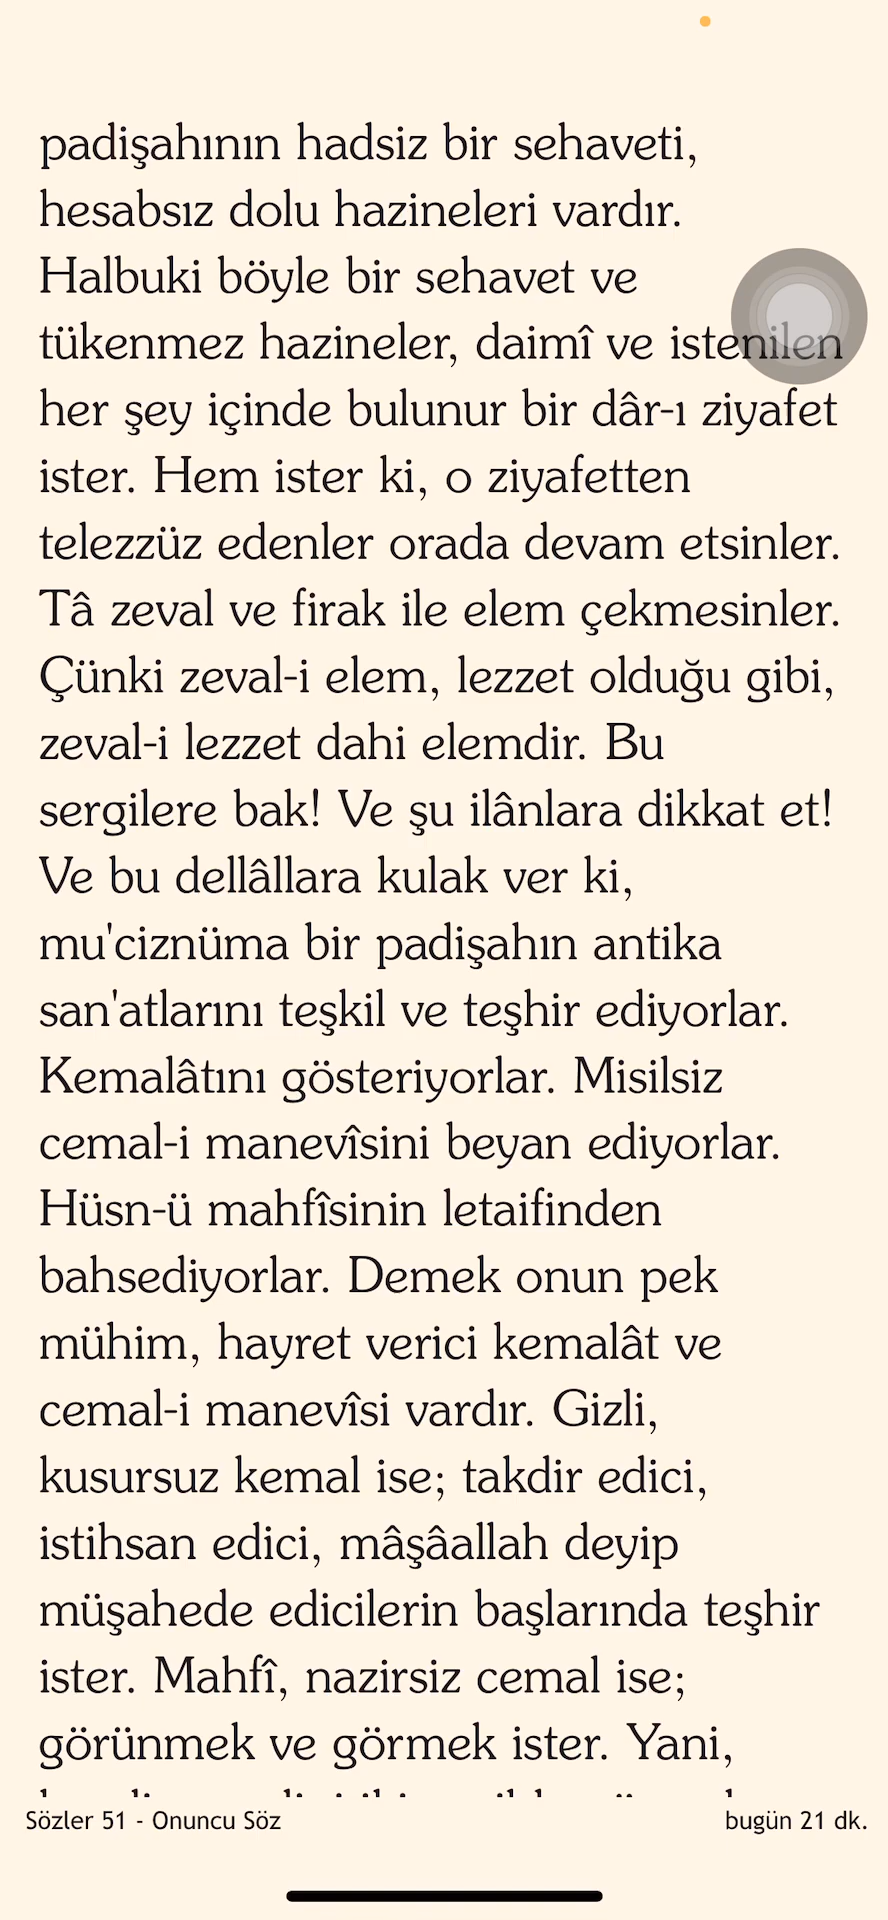 padişahının hadsiz bir sehaveti,
hesabsız dolu hazineleri vardır.
Halbuki böyle bir sehavet ve
tükenmez hazineler, daimî ve istenilen
her şey içinde bulunur bir dâr-ı ziyafet
ister. Hem ister ki, o ziyafetten
telezzüz edenler orada devam etsinler.
Tâ zeval ve firak ile elem çekmesinler.
Çünki zeval-i elem, lezzet olduğu gibi,
zeval-i lezzet dahi elemdir. Bu
sergilere bak! Ve şu ilânlara dikkat et!
Ve bu dellâllara kulak ver ki,
mu'ciznüma bir padişahın antika
san'atlarını teşkil ve teşhir ediyorlar.
Kemalâtını gösteriyorlar. Misilsiz
cemal-i manevîsini beyan ediyorlar.
Hüsn-ü mahfîsinin letaifinden
bahsediyorlar. Demek onun pek
mühim, hayret verici kemalât ve
cemal-i manevîsi vardır. Gizli,
kusursuz kemal ise; takdir edici,
istihsan edici, mâşâallah deyip
müşahede edicilerin başlarında teşhir
ister. Mahfî, nazirsiz cemal ise;
görünmek ve görmek ister. Yani,
Sözler 51 - Onuncu Söz
bugün 21 dk.